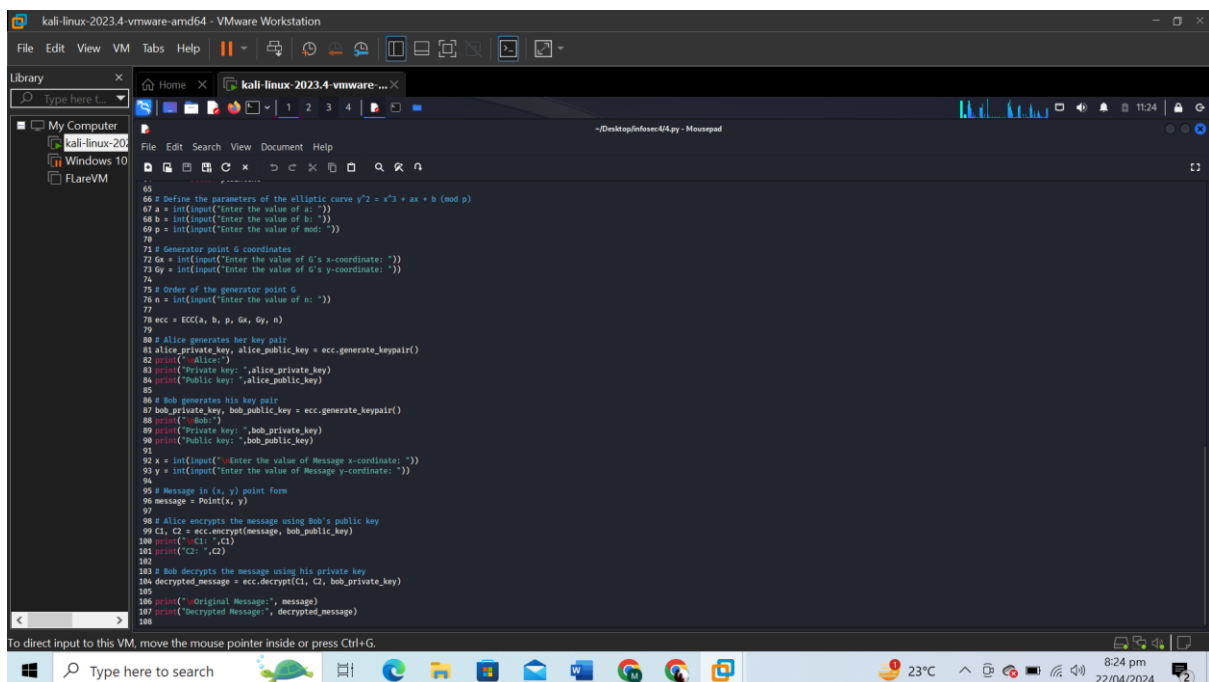 kali-linux-2023.4-vmware-amd64 - VMware Workstation
File Edit View VM Tabs Help
Library
Home kali-linux-2023.4-vmware-...
Type here t...
1 2 3 4
11:24
My Computer
~/Desktop/infosec4/4.py - Mousepad
kali-linux-202
File Edit Search View Document Help
Windows 10
FLareVM
65
66 # Define the parameters of the elliptic curve y^2 = x^3 + ax + b (mod p)
67 a = int(input("Enter the value of a: "))
68 b = int(input("Enter the value of b: "))
69 p = int(input("Enter the value of mod: "))
70
71 # Generator point G coordinates
72 Gx = int(input("Enter the value of G's x-coordinate: "))
73 Gy = int(input("Enter the value of G's y-coordinate: "))
74
75 # Order of the generator point G
76 n = int(input("Enter the value of n: "))
77
78 ecc = ECC(a, b, p, Gx, Gy, n)
79
80 # Alice generates her key pair
81 alice_private_key, alice_public_key = ecc.generate_keypair()
82 print("\nAlice:")
83 print("Private key: ",alice_private_key)
84 print("Public key: ",alice_public_key)
85
86 # Bob generates his key pair
87 bob_private_key, bob_public_key = ecc.generate_keypair()
88 print("\nBob:")
89 print("Private key: ",bob_private_key)
90 print("Public key: ",bob_public_key)
91
92 x = int(input("\nEnter the value of Message x-cordinate: "))
93 y = int(input("Enter the value of Message y-cordinate: "))
94
95 # Message in (x, y) point form
96 message = Point(x, y)
97
98 # Alice encrypts the message using Bob's public key
99 C1, C2 = ecc.encrypt(message, bob_public_key)
100 print("\nC1: ",C1)
101 print("C2: ",C2)
102
103 # Bob decrypts the message using his private key
104 decrypted_message = ecc.decrypt(C1, C2, bob_private_key)
105
106 print("\nOriginal Message:", message)
107 print("Decrypted Message:", decrypted_message)
108
To direct input to this VM, move the mouse pointer inside or press Ctrl+G.
Type here to search
23°C
8:24 pm
22/04/2024
2